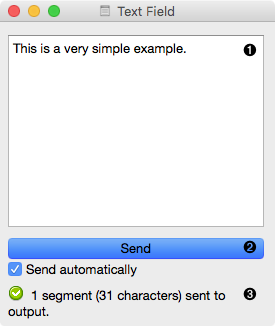 Text Field
This is a very simple example. ❶
Send ❷
Send automatically
1 segment (31 characters) sent to ❸
output.